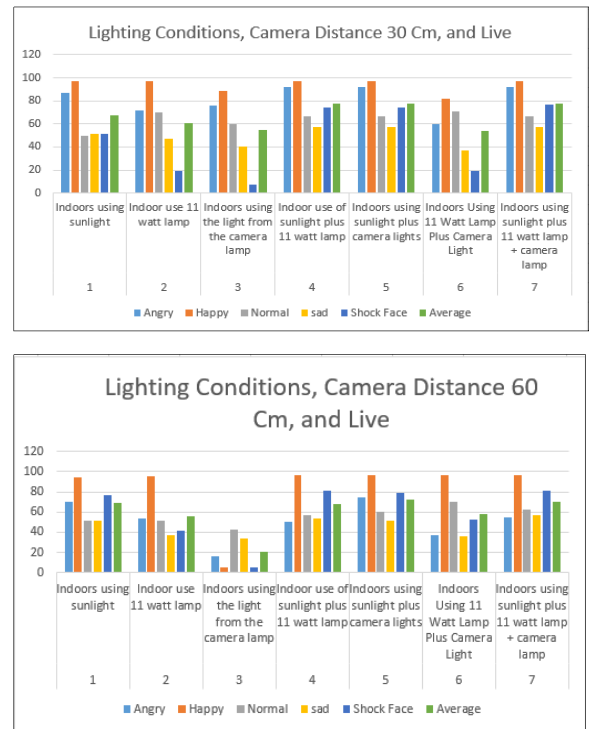 Lighting Conditions, Camera Distance 30 Cm, and Live
120
100
80
60
40
20
0
Indoors using sunlight
Indoor use 11 watt lamp
Indoors using the light from the camera lamp
Indoor use of sunlight plus 11 watt lamp
Indoors using sunlight plus camera lights
Indoors Using 11 Watt Lamp Plus Camera Light
Indoors using sunlight plus 11 watt lamp + camera lamp
1 2 3 4 5 6 7
Angry Happy Normal sad Shock Face Average
Lighting Conditions, Camera Distance 60
Cm, and Live
120
100
80
60
40
20
0
Indoors using sunlight
Indoor use 11 watt lamp
Indoors using the light from the camera lamp
Indoor use of sunlight plus 11 watt lamp
Indoors using sunlight plus camera lights
Indoors Using 11 Watt Lamp Plus Camera Light
Indoors using sunlight plus 11 watt lamp + camera lamp
1 2 3 4 5 6 7
Angry Happy Normal sad Shock Face Average